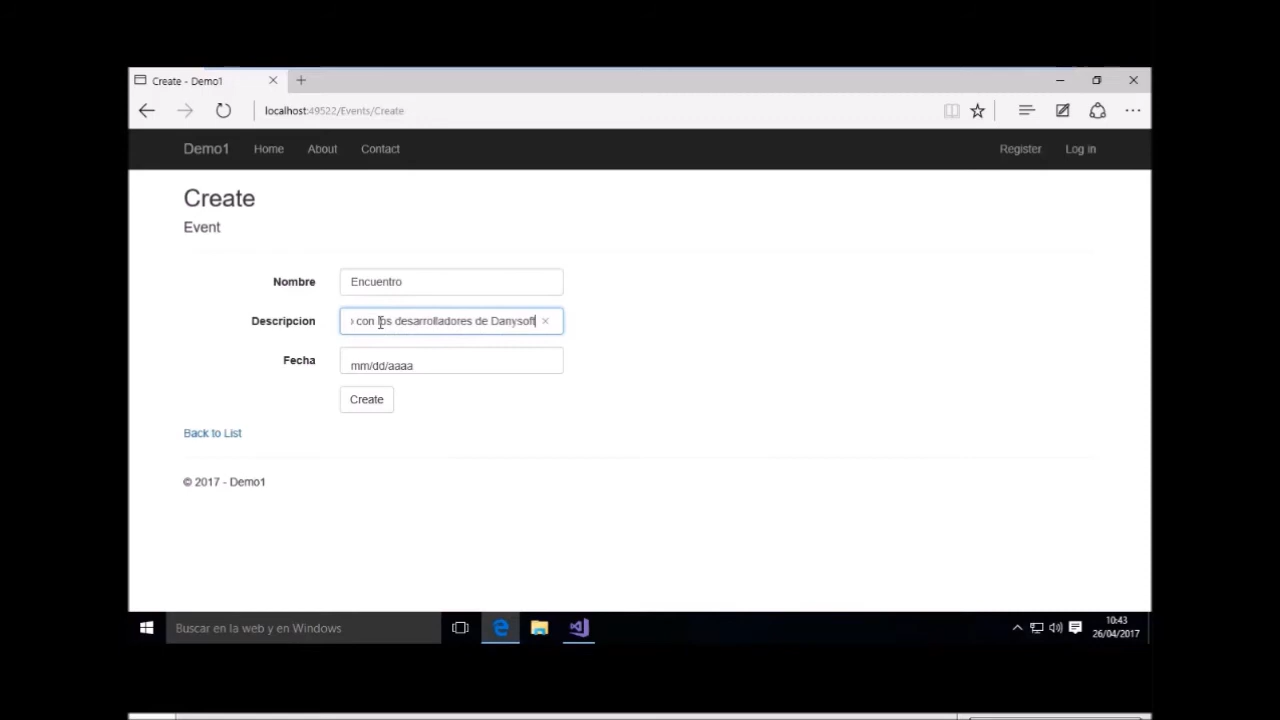 Create - Demo1
localhost:49522/Events/Create
Demo1 Home About Contact Register Log in
Create
Event
Nombre Encuentro
Descripcion con los desarrolladores de Danysoft
Fecha mm/dd/aaaa
Create
Back to List
© 2017 - Demo1
Buscar en la web y en Windows
10:43
26/04/2017